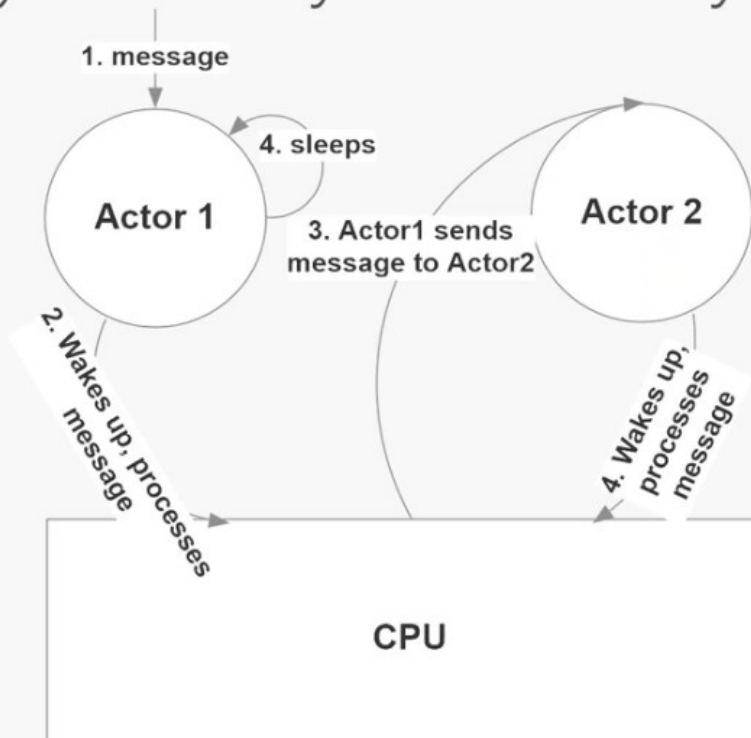 1. message
4. sleeps
Actor 1
Actor 2
3. Actor1 sends
message to Actor2
2. Wakes up, processes
message
4. Wakes up,
processes
message
CPU